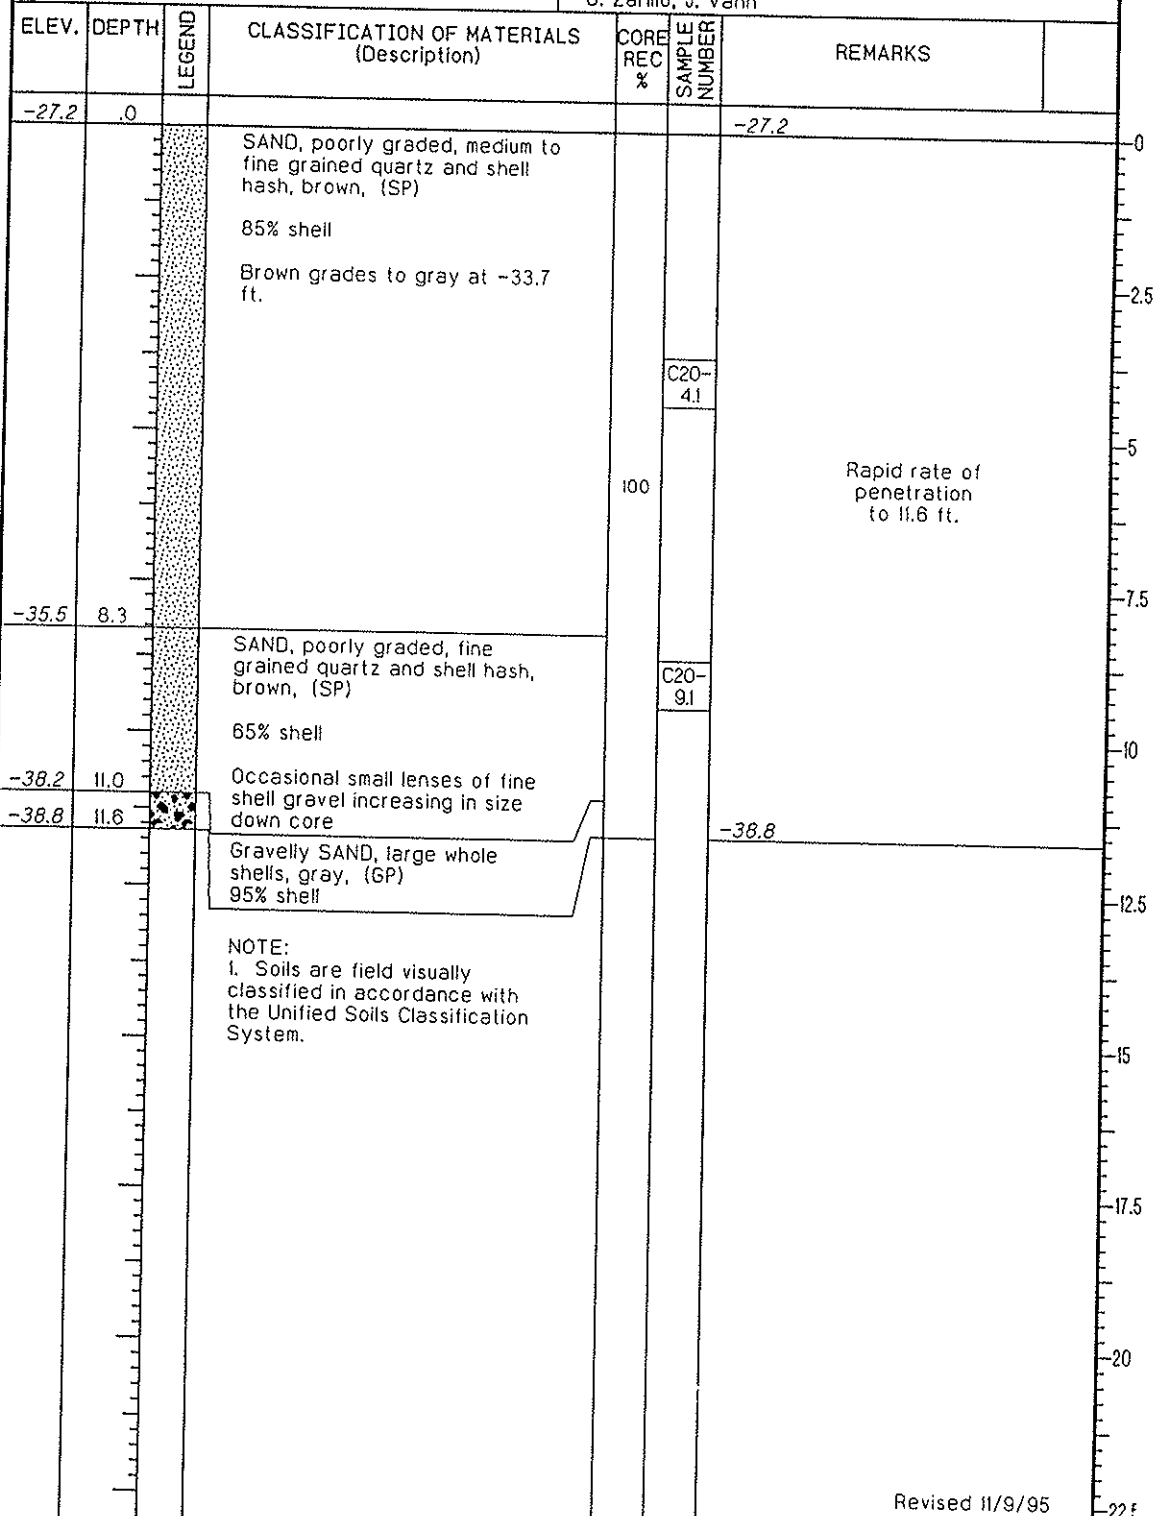 G. Zarillo, J. Vann
ELEV.
DEPTH
LEGEND
CLASSIFICATION OF MATERIALS
(Description)
CORE
REC
%
SAMPLE
NUMBER
REMARKS
-27.2
.0
-27.2
SAND, poorly graded, medium to
fine grained quartz and shell
hash, brown, (SP)
85% shell
Brown grades to gray at -33.7
ft.
C20-
4.1
100
Rapid rate of
penetration
to 11.6 ft.
-35.5
8.3
SAND, poorly graded, fine
grained quartz and shell hash,
brown, (SP)
65% shell
Occasional small lenses of fine
shell gravel increasing in size
down core
C20-
9.1
-38.2
11.0
-38.8
11.6
-38.8
Gravelly SAND, large whole
shells, gray, (GP)
95% shell
NOTE:
1. Soils are field visually
classified in accordance with
the Unified Soils Classification
System.
0
2.5
5
7.5
10
12.5
15
17.5
20
22.5
Revised 11/9/95